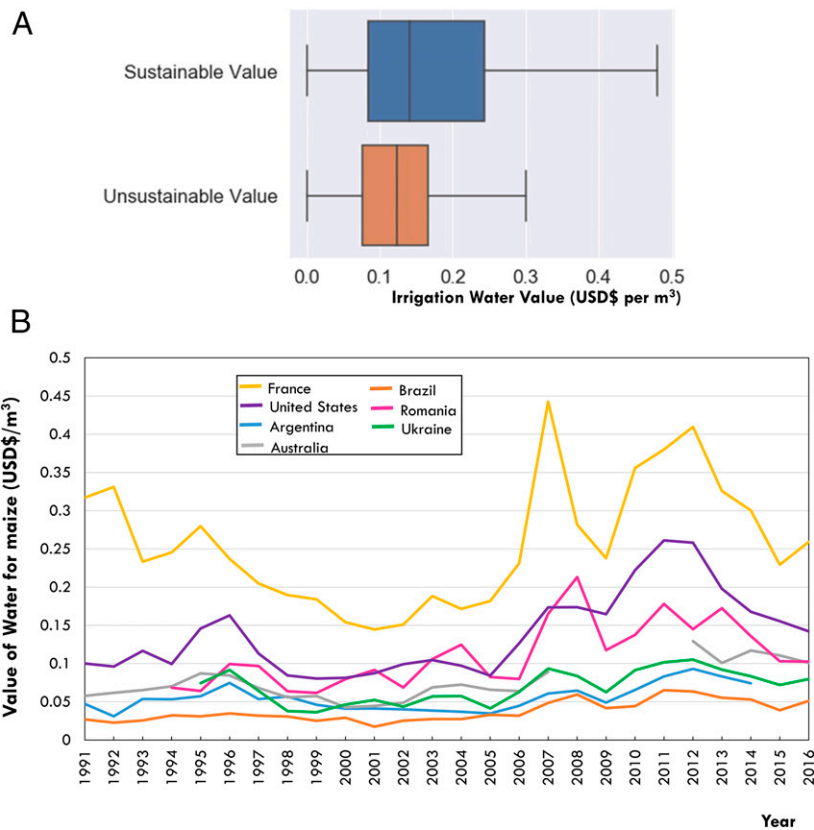 A
Sustainable Value
Unsustainable Value
0.0 0.1 0.2 0.3 0.4 0.5
Irrigation Water Value (USD$ per m³)
B
Value of Water for maize (USD$/m³)
0.5
0.45
0.4
0.35
0.3
0.25
0.2
0.15
0.1
0.05
0
France Brazil
United States Romania
Argentina Ukraine
Australia
1991 1992 1993 1994 1995 1996 1997 1998 1999 2000 2001 2002 2003 2004 2005 2006 2007 2008 2009 2010 2011 2012 2013 2014 2015 2016
Year